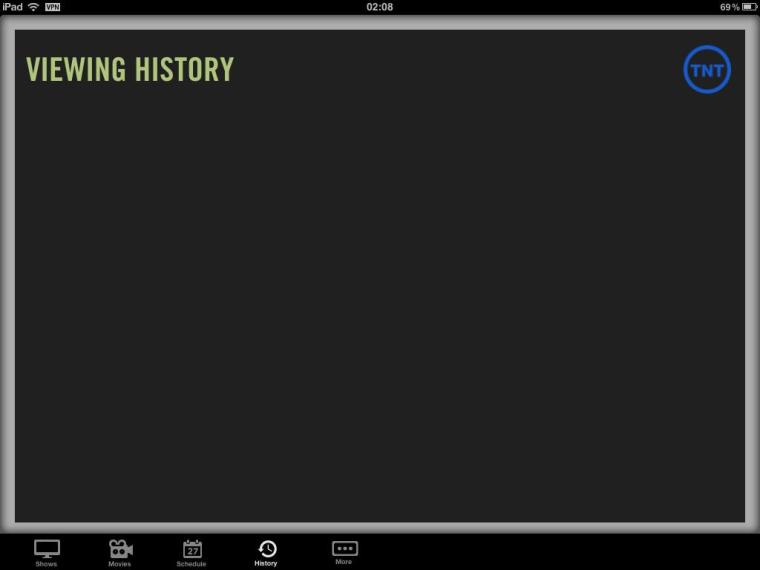 iPad VPN 02:08 69%
VIEWING HISTORY
TNT
27
Shows Movies Schedule History More